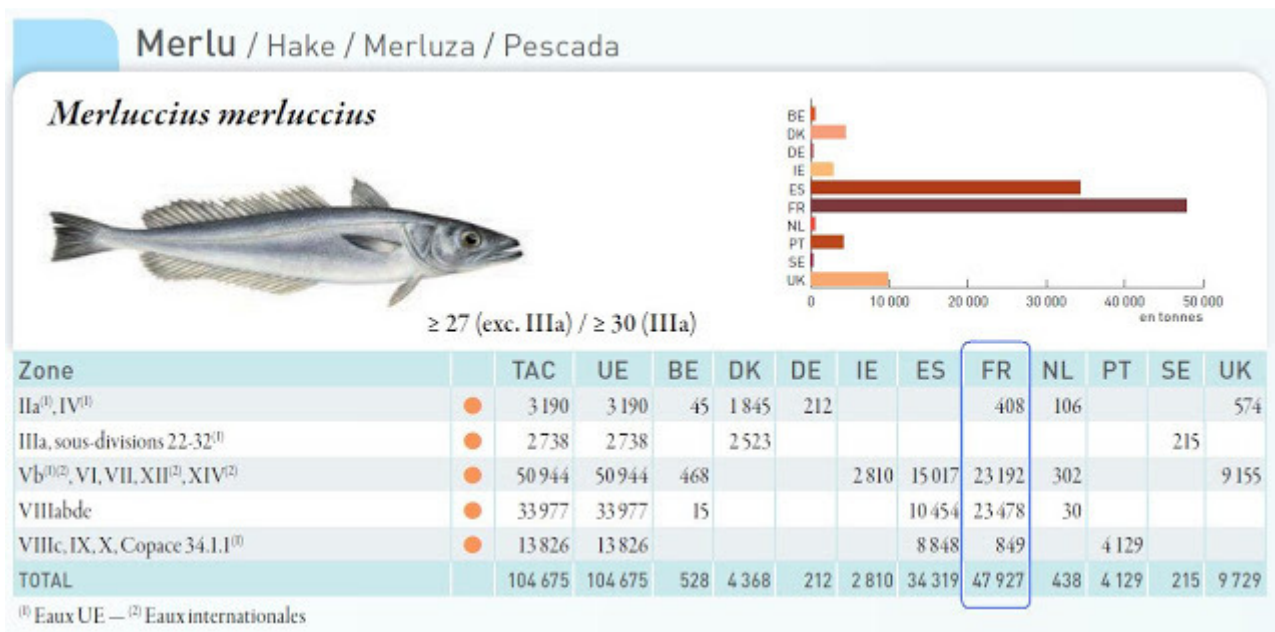 Merlu / Hake / Merluza / Pescada
Merluccius merluccius
≥ 27 (exc. IIIa) / ≥ 30 (IIIa)
BE
DK
DE
IE
ES
FR
NL
PT
SE
UK
0 10 000 20 000 30 000 40 000 50 000
en tonnes
Zone TAC UE BE DK DE IE ES FR NL PT SE UK
IIa(1), IV(1) 3 190 3 190 45 1 845 212 408 106 574
IIIa, sous-divisions 22-32(1) 2 738 2 738 2 523 215
Vb(1)(2), VI, VII, XII(2), XIV(2) 50 944 50 944 468 2 810 15 017 23 192 302 9 155
VIIIabde 33 977 33 977 15 10 454 23 478 30
VIIIc, IX, X, Copace 34.1.1(1) 13 826 13 826 8 848 849 4 129
TOTAL 104 675 104 675 528 4 368 212 2 810 34 319 47 927 438 4 129 215 9 729
(1) Eaux UE — (2) Eaux internationales